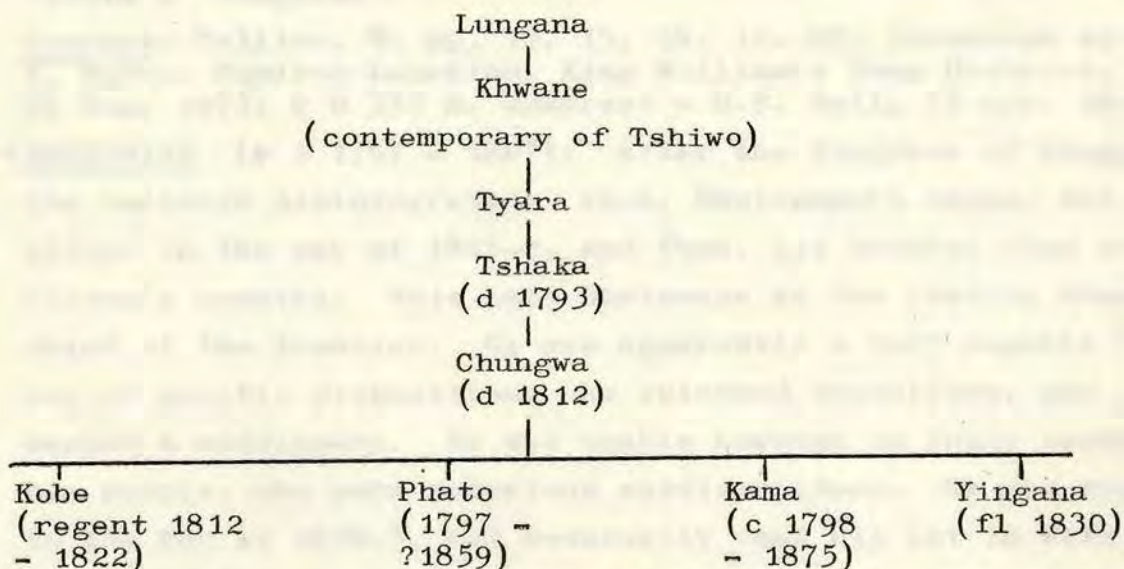 Lungana
Khwane
(contemporary of Tshiwo)
Tyara
Tshaka
(d 1793)
Chungwa
(d 1812)
Kobe Phato Kama Yingana
(regent 1812 (1797 - (c 1798 (fl 1830)
- 1822) ?1859) - 1875)